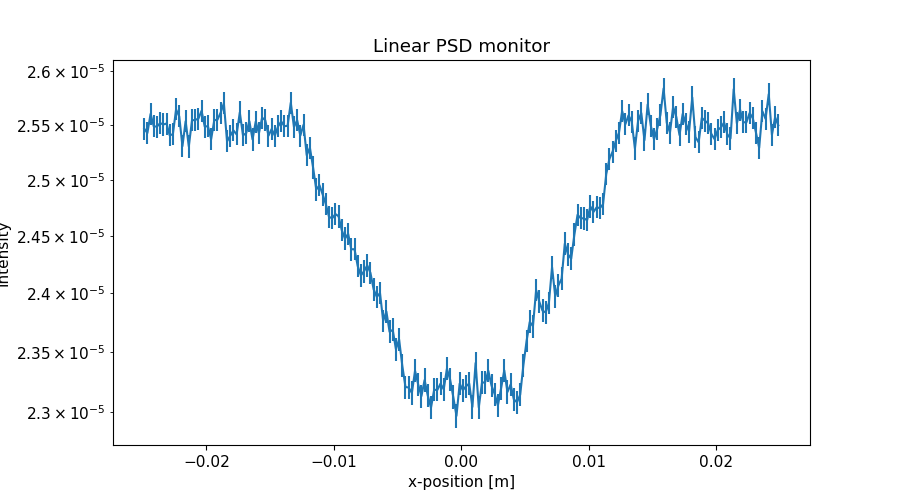 Linear PSD monitor
Intensity
2.6 × 10⁻⁵
2.55 × 10⁻⁵
2.5 × 10⁻⁵
2.45 × 10⁻⁵
2.4 × 10⁻⁵
2.35 × 10⁻⁵
2.3 × 10⁻⁵
−0.02 −0.01 0.00 0.01 0.02
x-position [m]